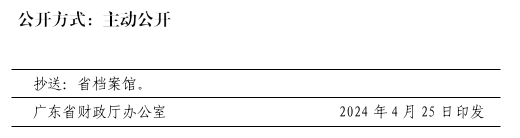 公开方式：主动公开
抄送：省档案馆。
广东省财政厅办公室 2024 年 4 月 25 日印发